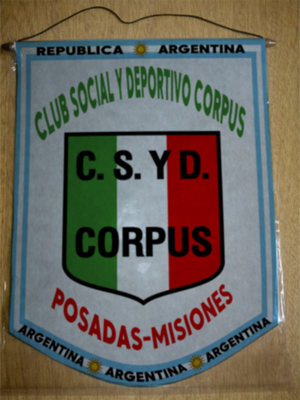 REPUBLICA ARGENTINA
CLUB SOCIAL Y DEPORTIVO CORPUS
C. S. Y D.
CORPUS
POSADAS-MISIONES
ARGENTINA ARGENTINA ARGENTINA